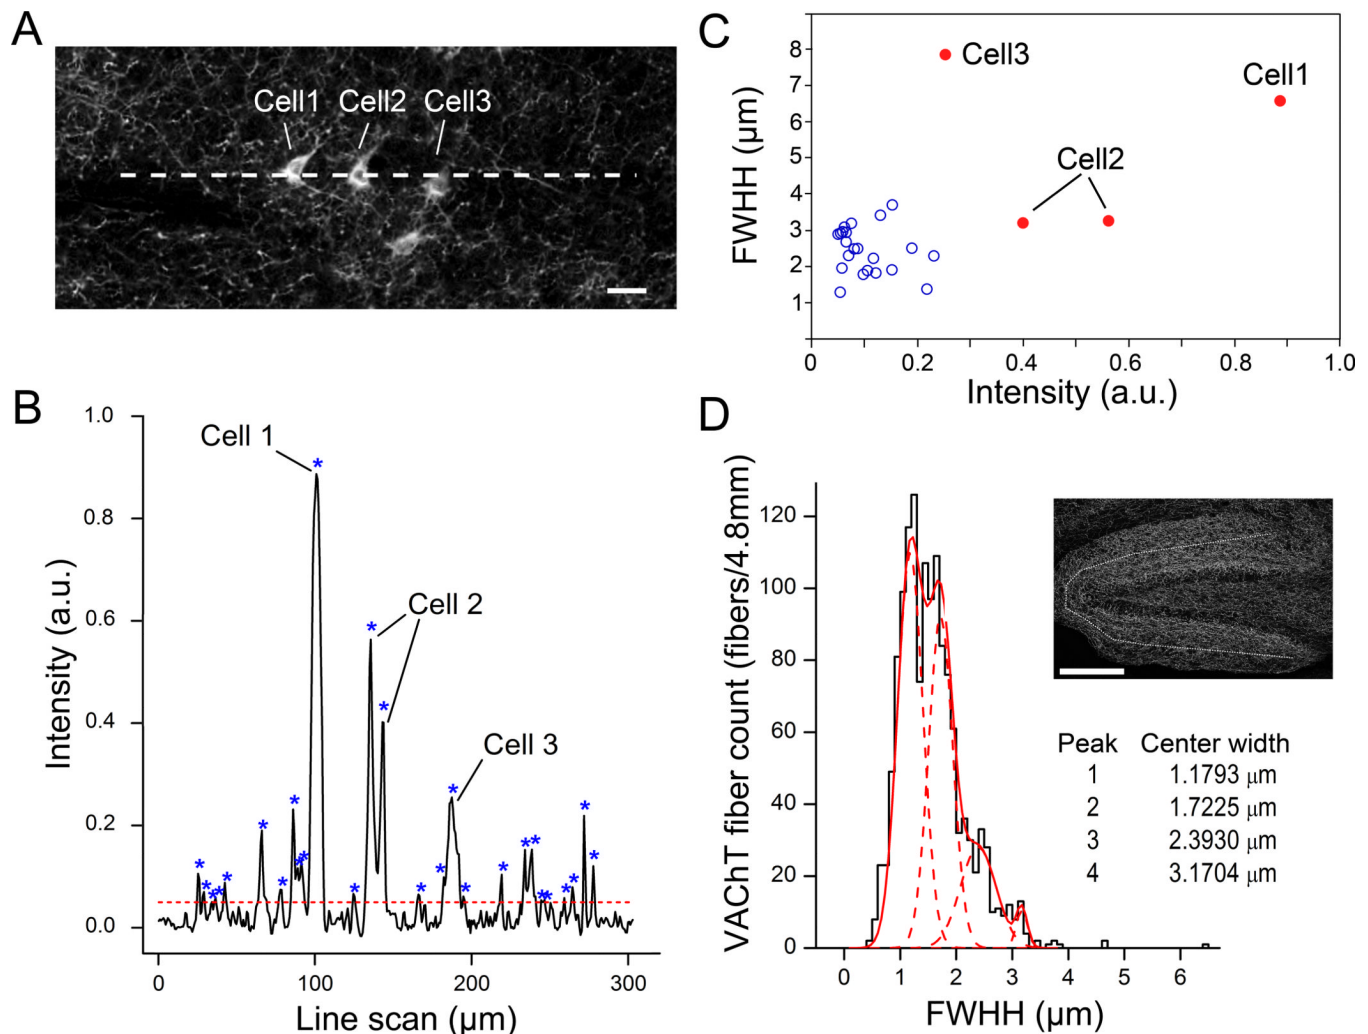 A
Cell1 Cell2 Cell3
B
Intensity (a.u.)
1.0
0.8
0.6
0.4
0.2
0.0
Cell 1
Cell 2
Cell 3
0 100 200 300
Line scan (µm)
C
FWHH (µm)
8
7
6
5
4
3
2
1
Cell3
Cell1
Cell2
0 0.2 0.4 0.6 0.8 1.0
Intensity (a.u.)
D
VAChT fiber count (fibers/4.8mm)
120
100
80
60
40
20
0
Peak Center width
1 1.1793 µm
2 1.7225 µm
3 2.3930 µm
4 3.1704 µm
0 1 2 3 4 5 6
FWHH (µm)